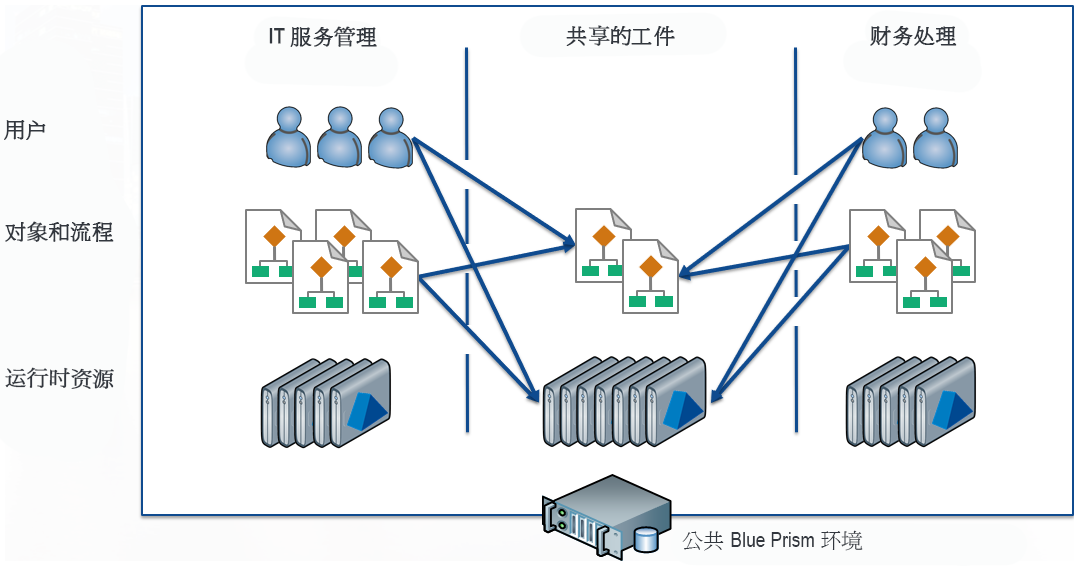 IT 服务管理
共享的工件
财务处理
用户
对象和流程
运行时资源
公共 Blue Prism 环境